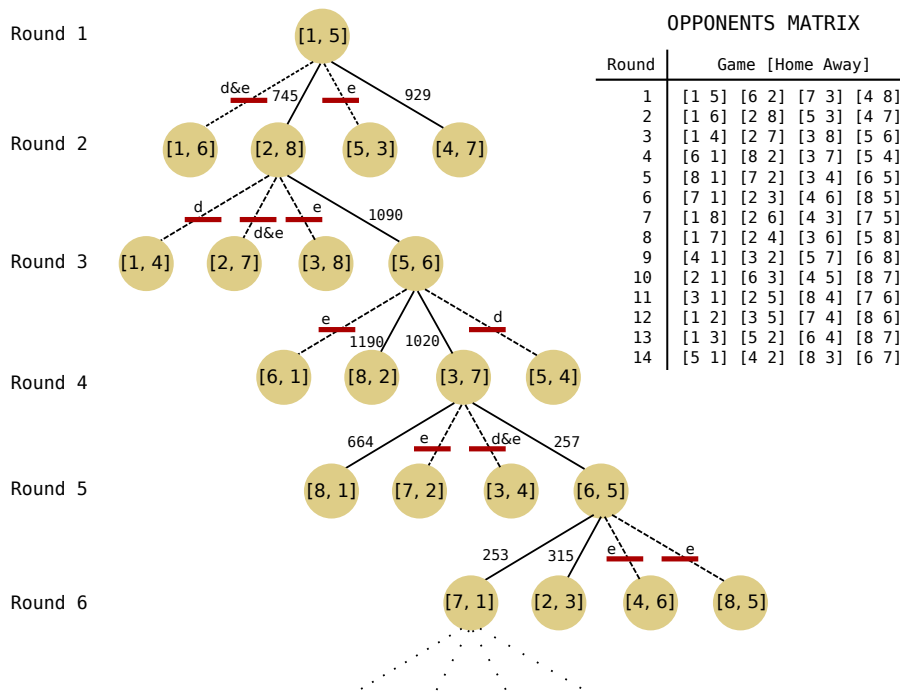 OPPONENTS MATRIX
Round Game [Home Away]
1 [1 5] [6 2] [7 3] [4 8]
2 [1 6] [2 8] [5 3] [4 7]
3 [1 4] [2 7] [3 8] [5 6]
4 [6 1] [8 2] [3 7] [5 4]
5 [8 1] [7 2] [3 4] [6 5]
6 [7 1] [2 3] [4 6] [8 5]
7 [1 8] [2 6] [4 3] [7 5]
8 [1 7] [2 4] [3 6] [5 8]
9 [4 1] [3 2] [5 7] [6 8]
10 [2 1] [6 3] [4 5] [8 7]
11 [3 1] [2 5] [8 4] [7 6]
12 [1 2] [3 5] [7 4] [8 6]
13 [1 3] [5 2] [6 4] [8 7]
14 [5 1] [4 2] [8 3] [6 7]
Round 1 [1, 5]
d&e 745 e 929
Round 2 [1, 6] [2, 8] [5, 3] [4, 7]
d d&e e 1090
Round 3 [1, 4] [2, 7] [3, 8] [5, 6]
e 1190 1020 d
Round 4 [6, 1] [8, 2] [3, 7] [5, 4]
664 e d&e 257
Round 5 [8, 1] [7, 2] [3, 4] [6, 5]
253 315 e e
Round 6 [7, 1] [2, 3] [4, 6] [8, 5]